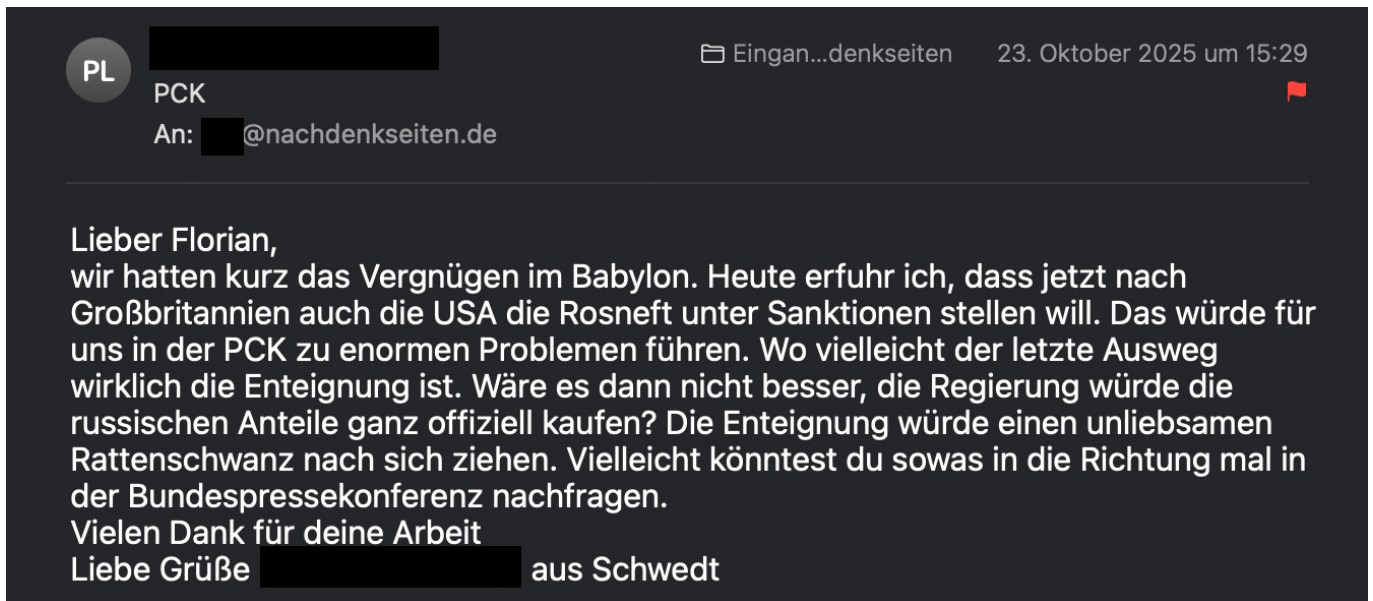 PL
Eingan...denkseiten 23. Oktober 2025 um 15:29
PCK
An: @nachdenkseiten.de
Lieber Florian,
wir hatten kurz das Vergnügen im Babylon. Heute erfuhr ich, dass jetzt nach
Großbritannien auch die USA die Rosneft unter Sanktionen stellen will. Das würde für
uns in der PCK zu enormen Problemen führen. Wo vielleicht der letzte Ausweg
wirklich die Enteignung ist. Wäre es dann nicht besser, die Regierung würde die
russischen Anteile ganz offiziell kaufen? Die Enteignung würde einen unliebsamen
Rattenschwanz nach sich ziehen. Vielleicht könntest du sowas in die Richtung mal in
der Bundespressekonferenz nachfragen.
Vielen Dank für deine Arbeit
Liebe Grüße aus Schwedt